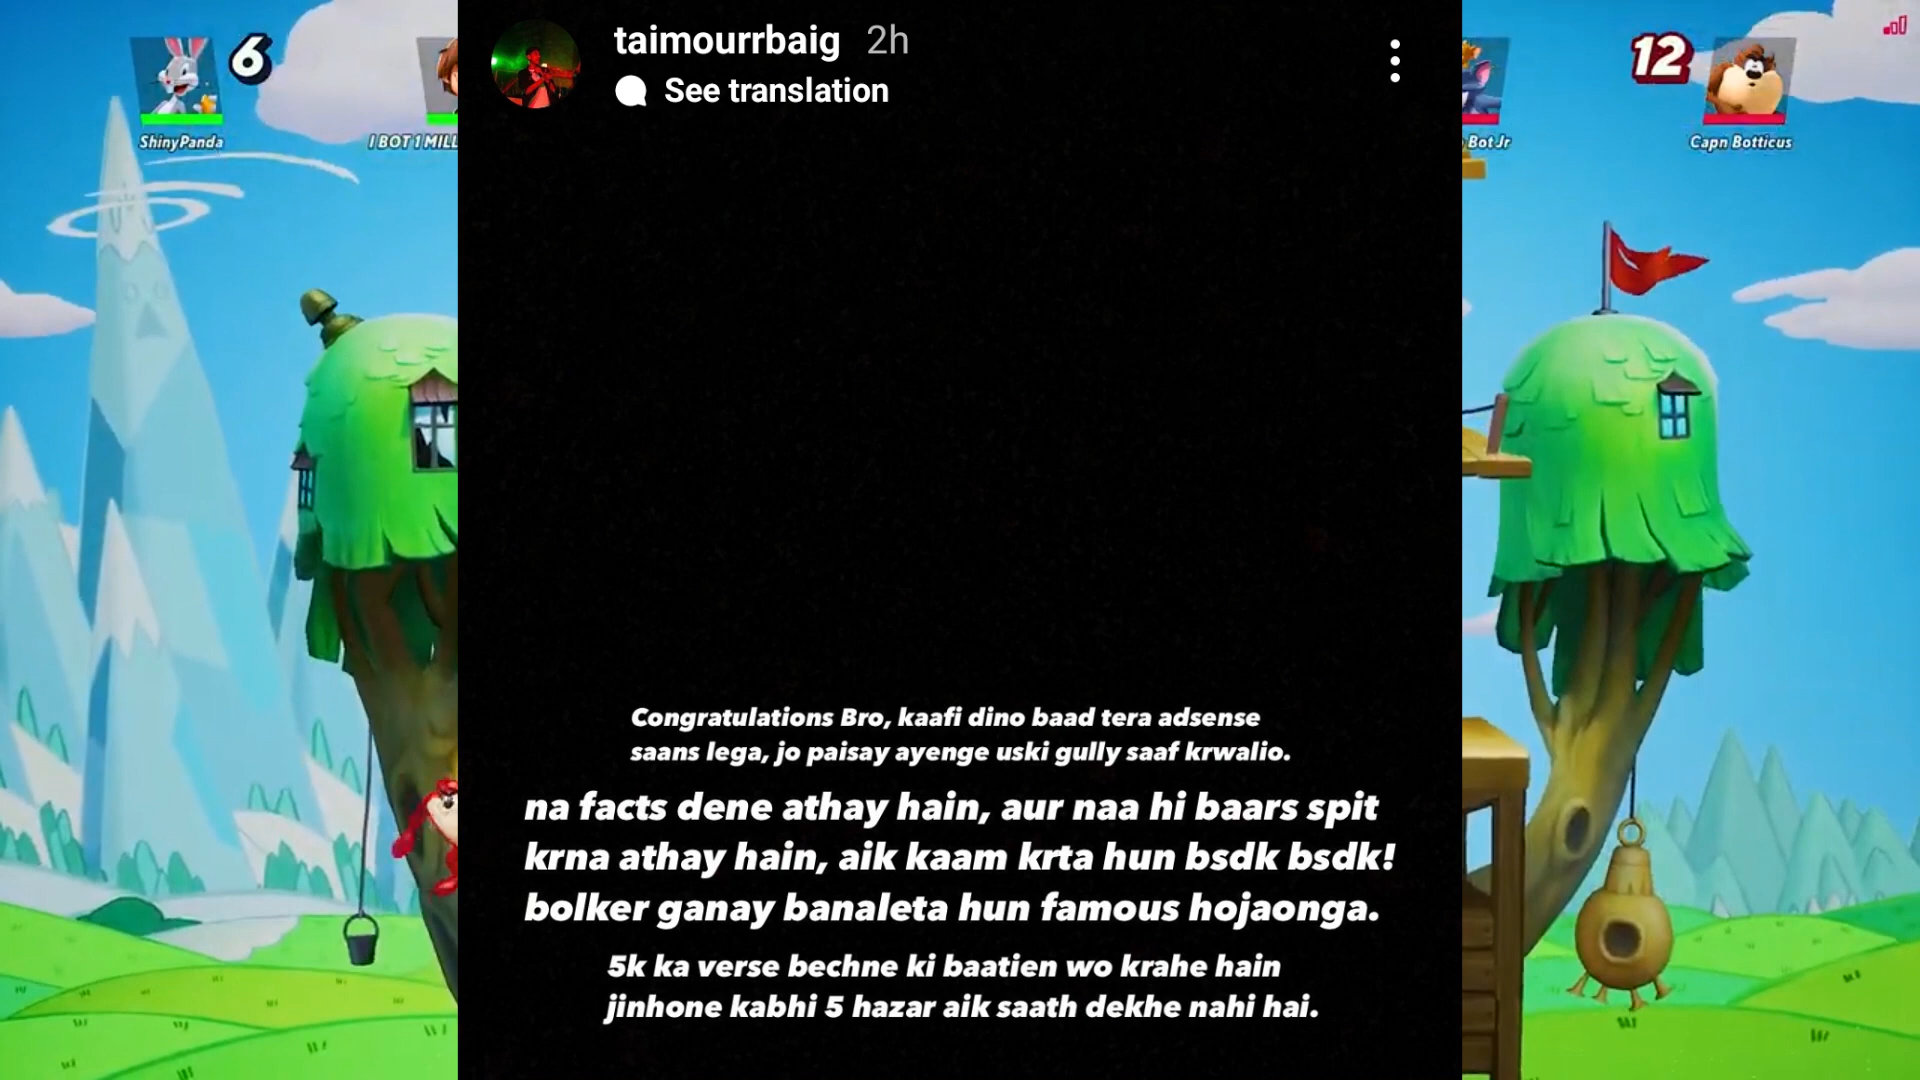 6
ShinyPanda
I BOT 1 MILL
taimourrbaig 2h
See translation
12
Bot Jr
Capn Botticus
Congratulations Bro, kaafi dino baad tera adsense
saans lega, jo paisay ayenge uski gully saaf krwalio.
na facts dene athay hain, aur naa hi baars spit
krna athay hain, aik kaam krta hun bsdk bsdk!
bolker ganay banaleta hun famous hojaonga.
5k ka verse bechne ki baatien wo krahe hain
jinhone kabhi 5 hazar aik saath dekhe nahi hai.